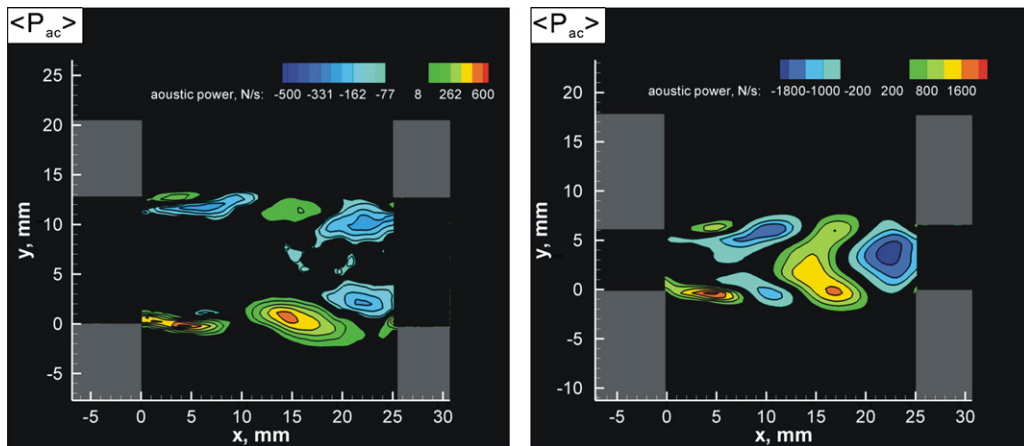 <P_ac>
aoustic power, N/s: -500 -331 -162 -77 8 262 600
25
20
15
10
5
0
-5
y, mm
-5 0 5 10 15 20 25 30
x, mm
<P_ac>
aoustic power, N/s: -1800 -1000 -200 200 800 1600
20
15
10
5
0
-5
-10
y, mm
-5 0 5 10 15 20 25 30
x, mm